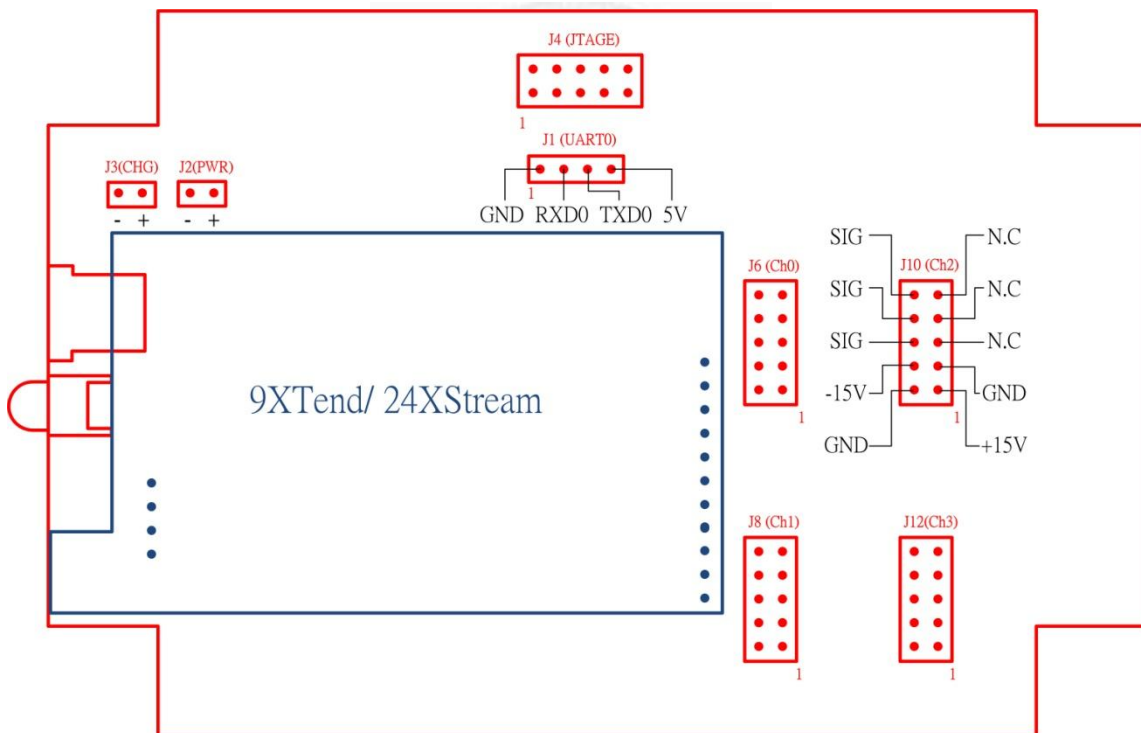 J4 (JTAGE)
1
J1 (UART0)
1
GND RXD0 TXD0 5V
J3(CHG) J2(PWR)
- + - +
9XTend/ 24XStream
J6 (Ch0)
1
J10 (Ch2)
SIG N.C
SIG N.C
SIG N.C
-15V GND
1
GND +15V
J8 (Ch1)
1
J12(Ch3)
1